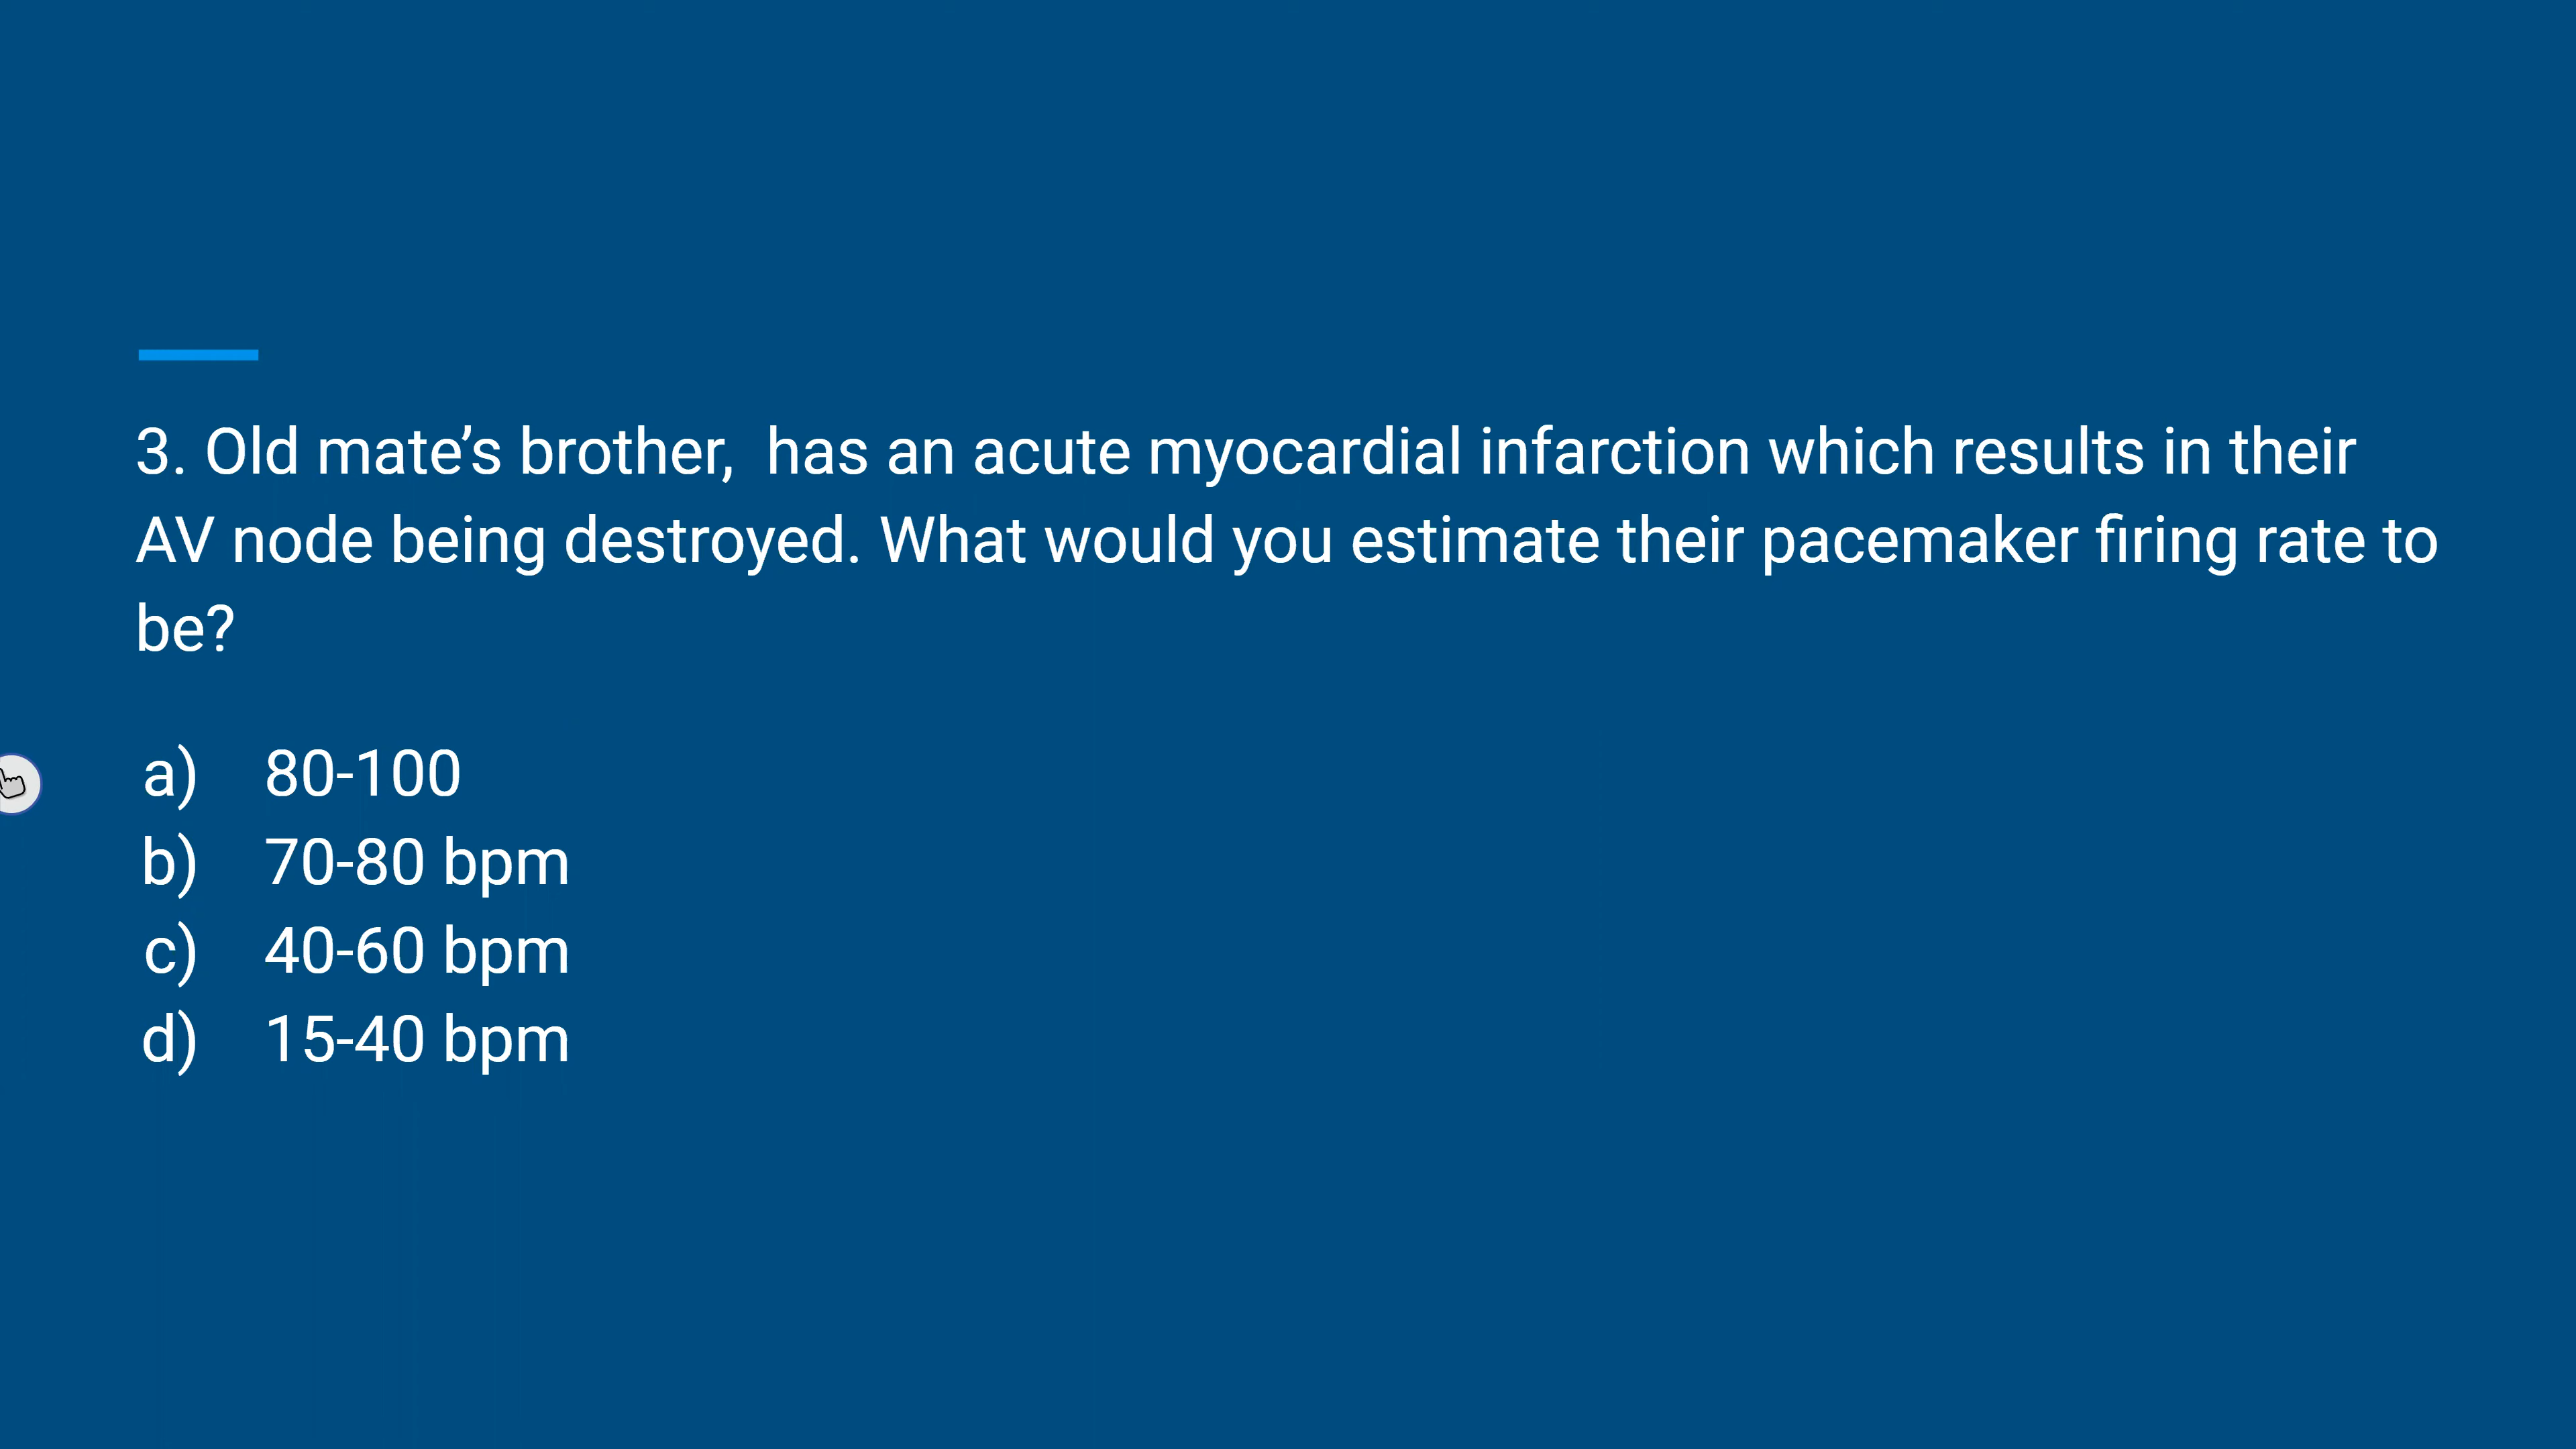 3. Old mate’s brother,  has an acute myocardial infarction which results in their
AV node being destroyed. What would you estimate their pacemaker firing rate to
be?
a) 80-100
b) 70-80 bpm
c) 40-60 bpm
d) 15-40 bpm